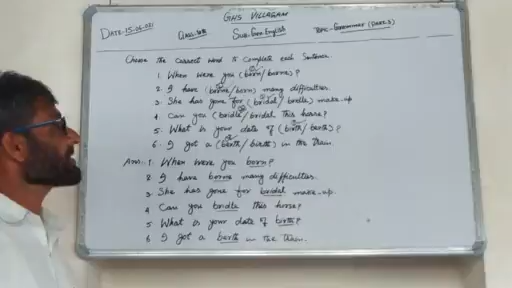 GHS VILLAGAM
DATE:15-06-021 Class:10th Sub:Gen English Topic-Grammar (Part 3)
Choose the correct word to complete each sentence.
1. When were you (born/borne)?
2. I have (borne/born) many difficulties.
3. She has gone for (bridal/bridle) make-up
4. Can you (bridle/bridal this horse?
5. What is your date of (birth/berth)?
6. I got a (berth/birth) in the train.
Ans: 1. When were you born?
2 I have borne many difficulties.
3. She has gone for bridal make-up.
4 Can you bridle this horse?
5 What is your date of birth?
6 I got a berth in the train.